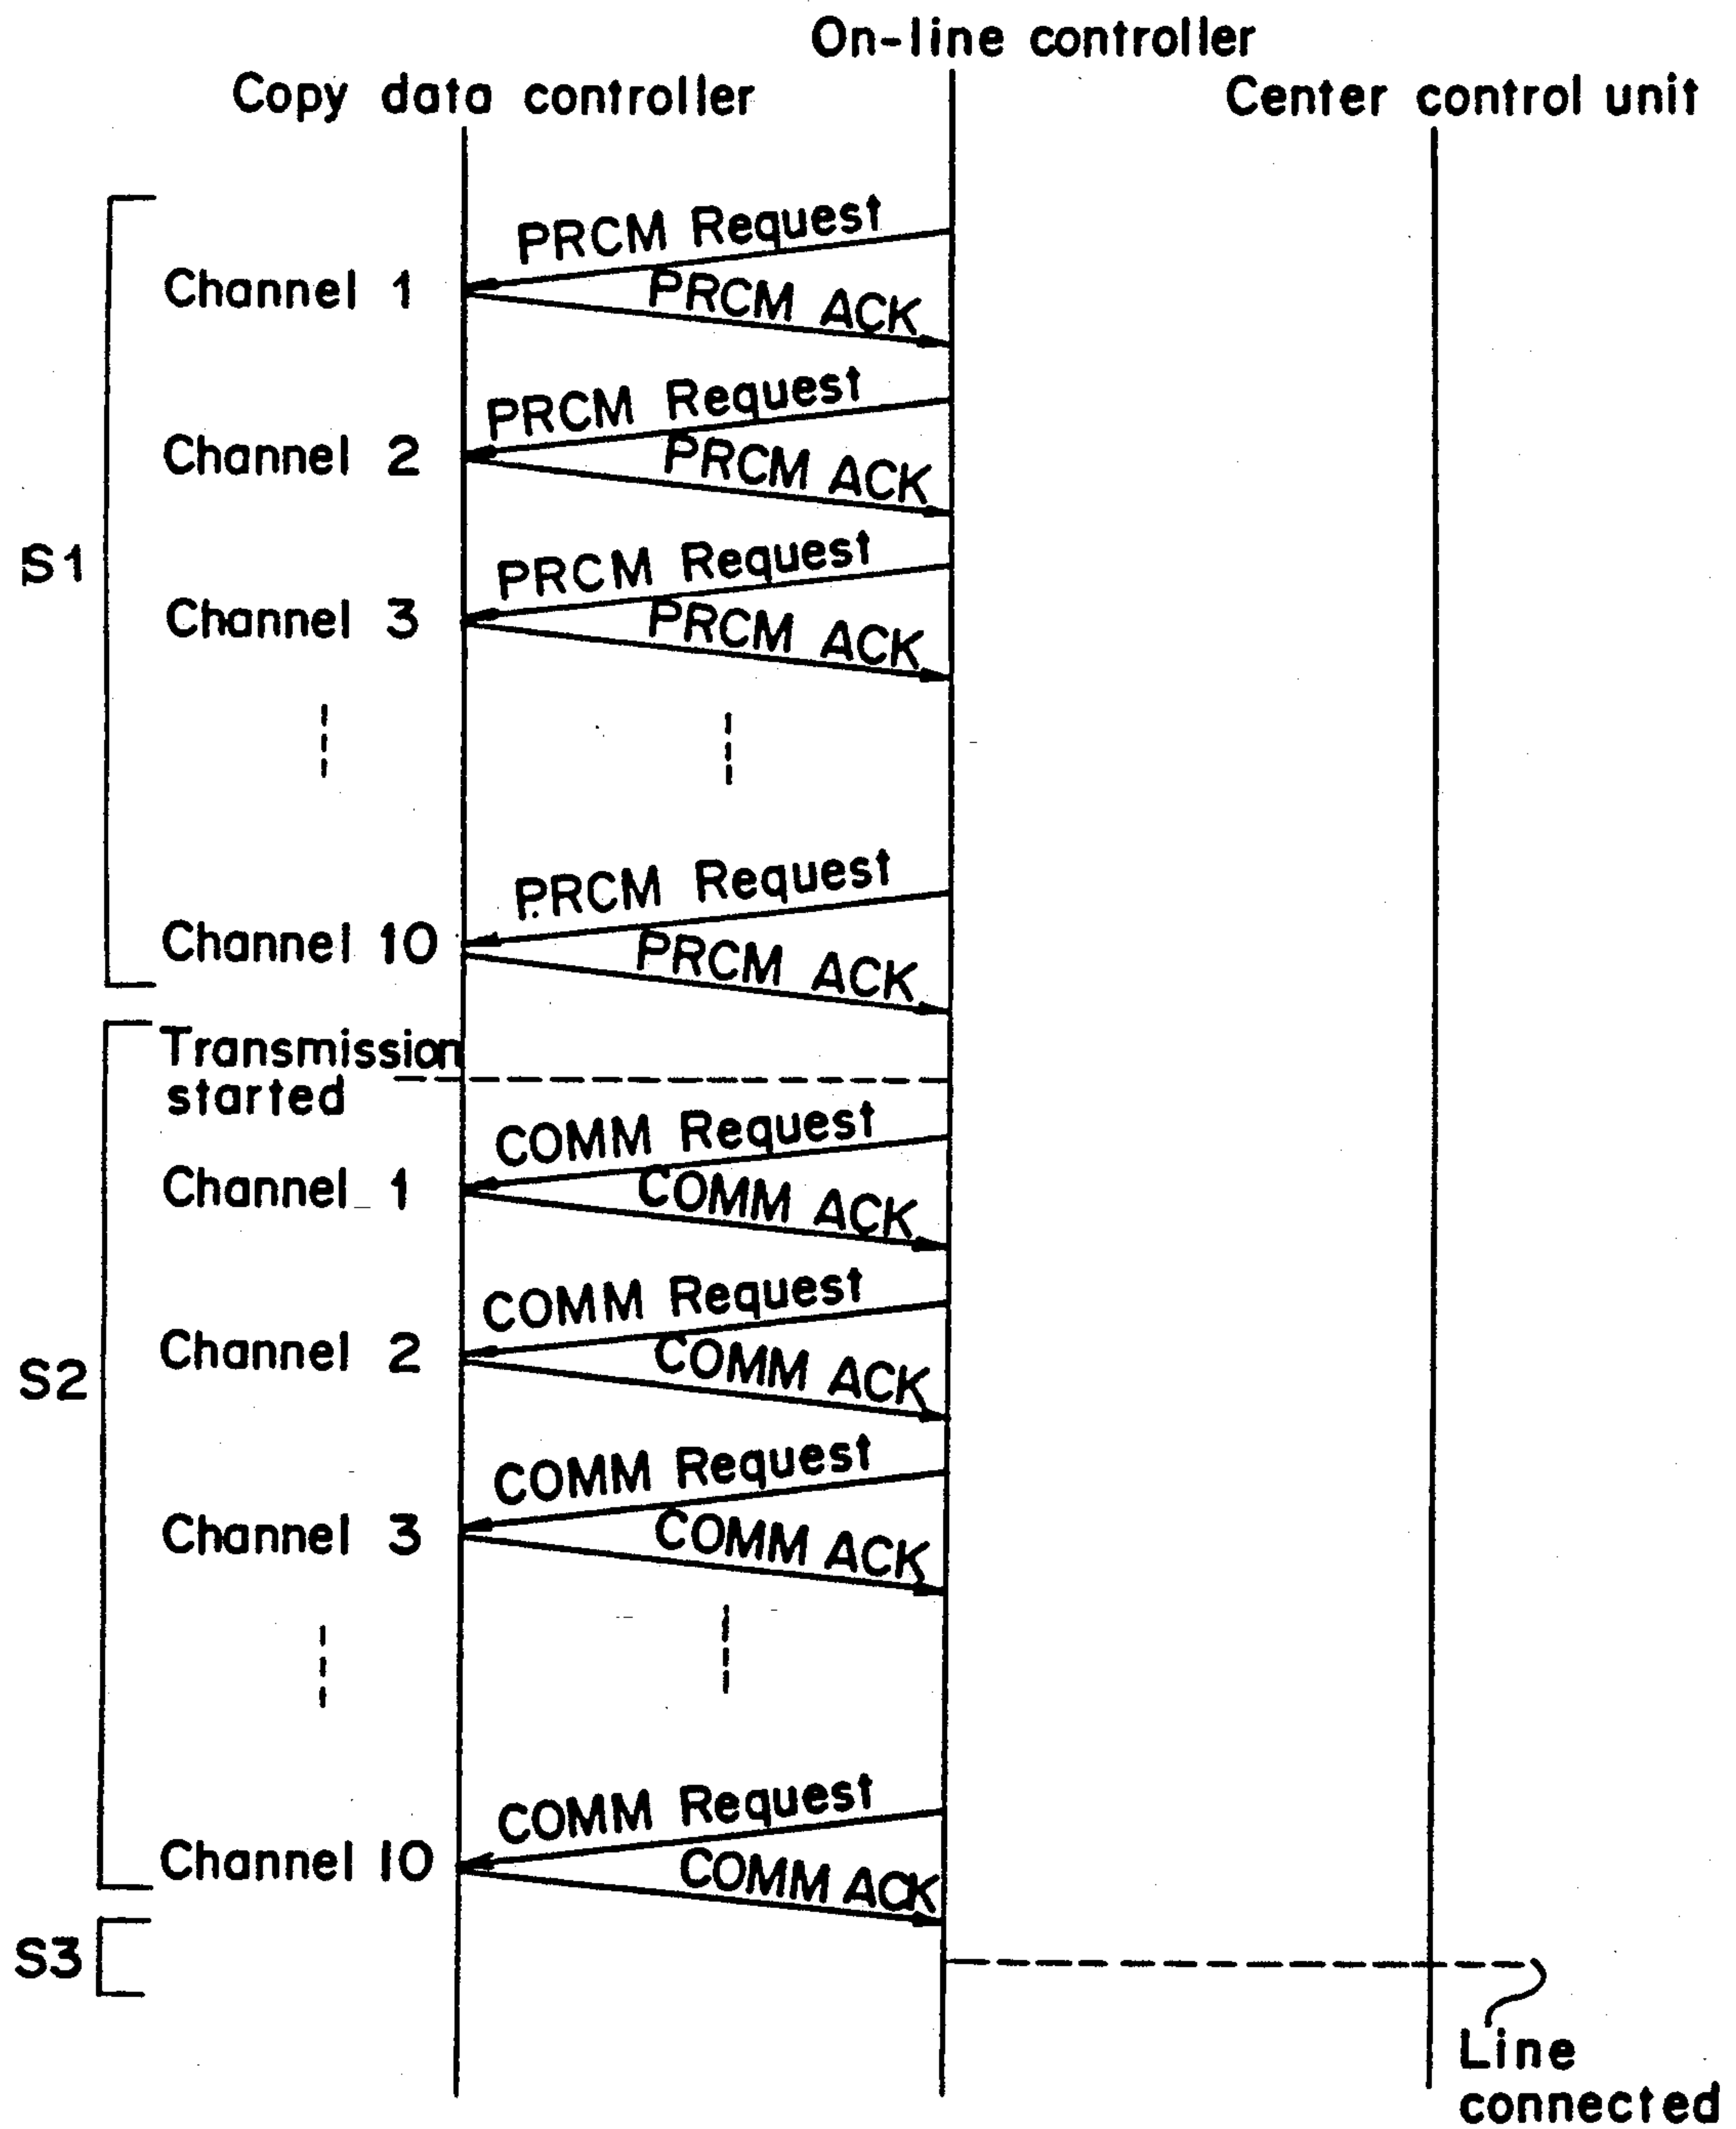 On-line controller
Copy data controller
Center control unit
PRCM Request
Channel 1
PRCM ACK
PRCM Request
Channel 2
PRCM ACK
S1
PRCM Request
Channel 3
PRCM ACK
PRCM Request
Channel 10
PRCM ACK
Transmission
started
COMM Request
Channel 1
COMM ACK
COMM Request
Channel 2
COMM ACK
S2
COMM Request
Channel 3
COMM ACK
COMM Request
Channel 10
COMM ACK
S3
Line
connected